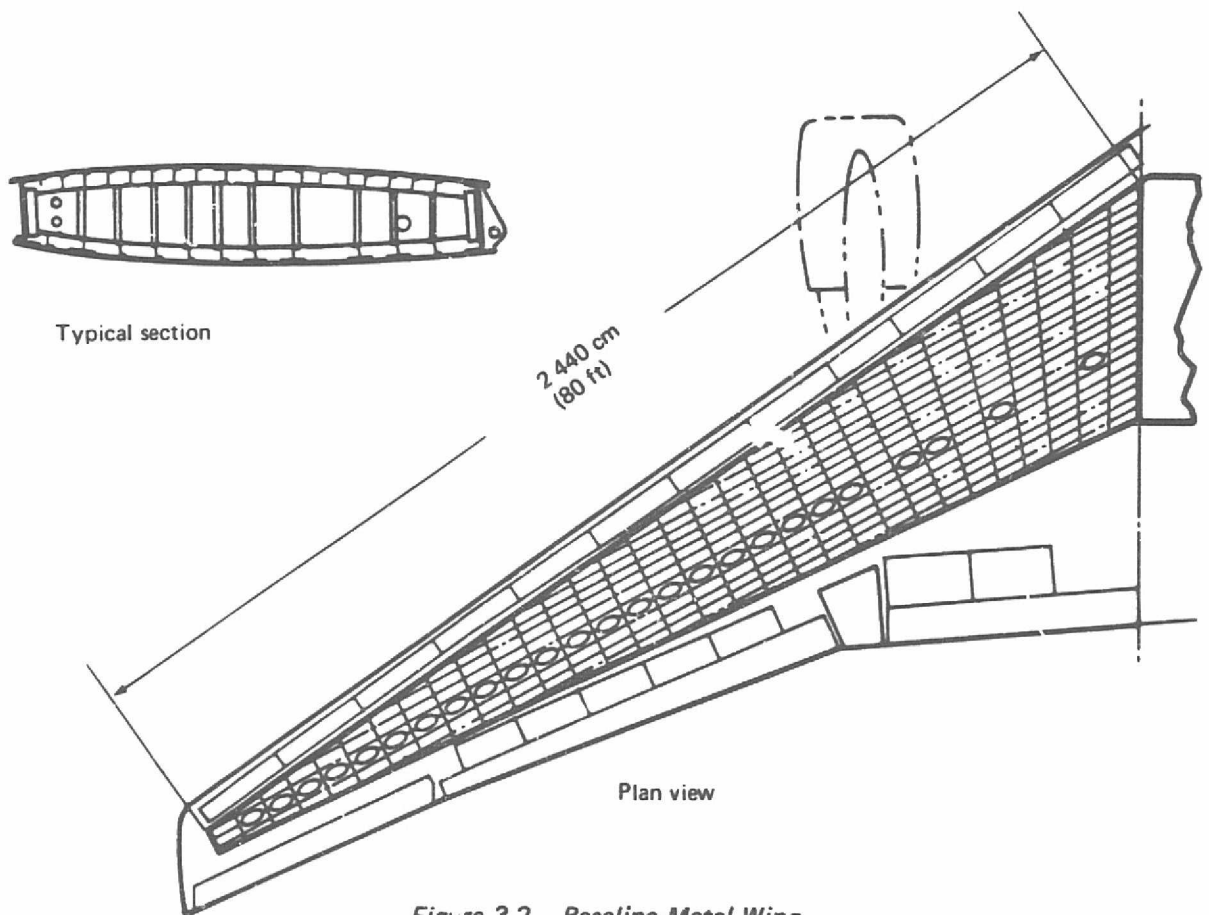 Typical section
2 440 cm
(80 ft)
Plan view
Figure 3.2 Baseline Metal Wing